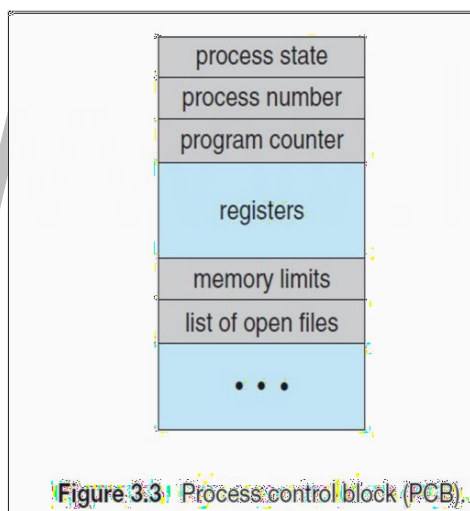 process state
process number
program counter
registers
memory limits
list of open files
• • •
Figure 3.3 Process control block (PCB).